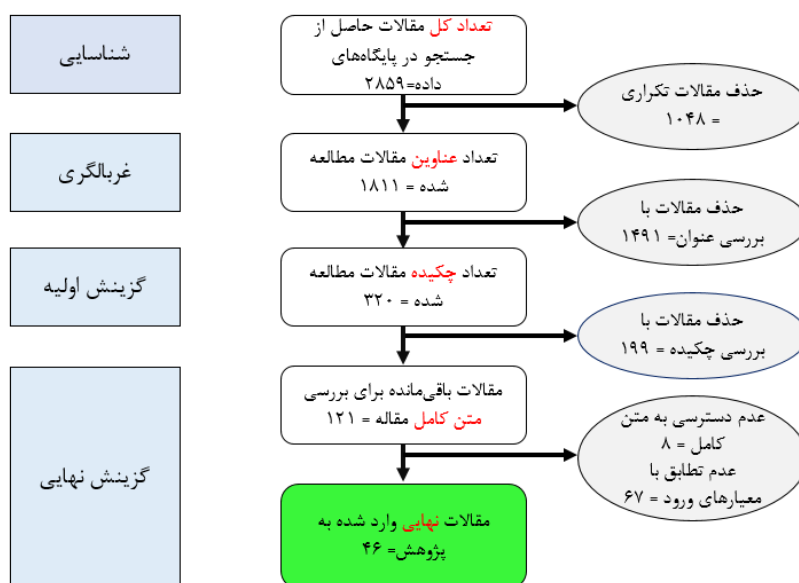 شناسایی
تعداد کل مقالات حاصل از
جستجو در پایگاه‌های
داده=۲۸۵۹
حذف مقالات تکراری
= ۱۰۴۸
غربالگری
تعداد عناوین مقالات مطالعه
شده = ۱۸۱۱
حذف مقالات با
بررسی عنوان= ۱۴۹۱
گزینش اولیه
تعداد چکیده مقالات مطالعه
شده = ۳۲۰
حذف مقالات با
بررسی چکیده = ۱۹۹
گزینش نهایی
مقالات باقی‌مانده برای بررسی
متن کامل مقاله = ۱۲۱
عدم دسترسی به متن
کامل = ۸
عدم تطابق با
معیارهای ورود = ۶۷
مقالات نهایی وارد شده به
پژوهش= ۴۶